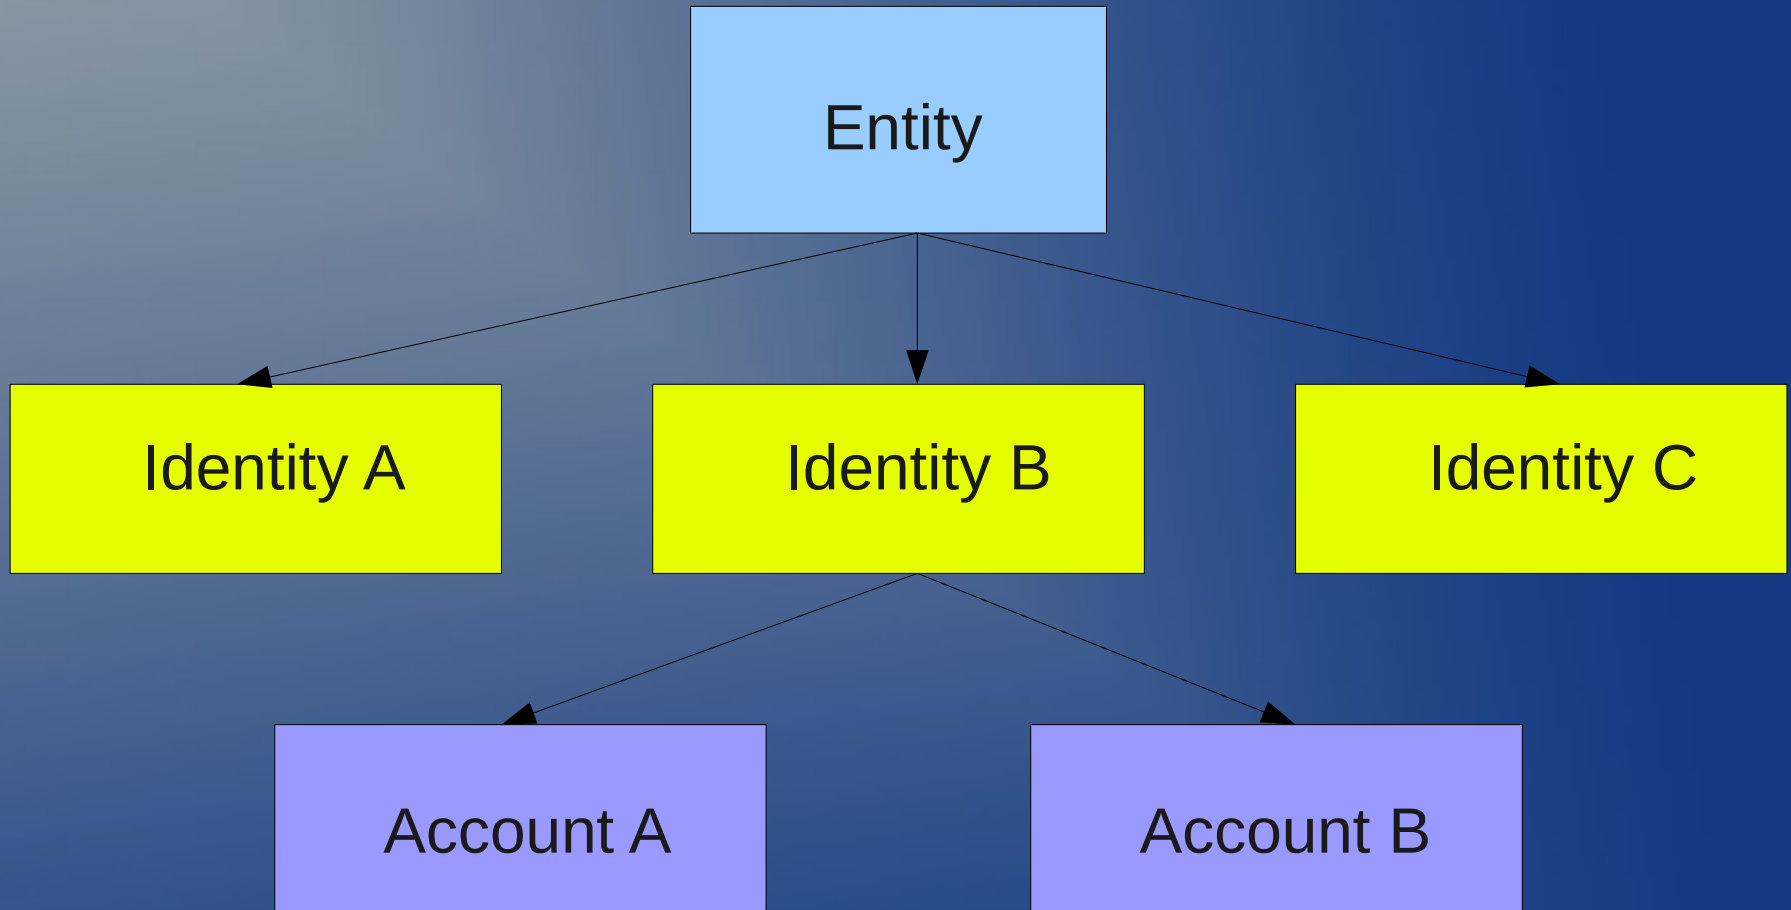 Entity
Identity A
Identity B
Identity C
Account A
Account B